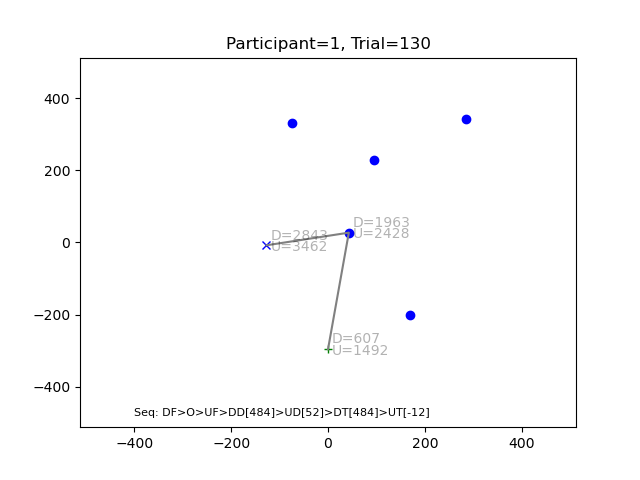 Participant=1, Trial=130
400
200
0
−200
−400
D=1963
U=2428
D=2843
U=3462
D=607
U=1492
Seq: DF>O>UF>DD[484]>UD[52]>DT[484]>UT[-12]
−400
−200
0
200
400